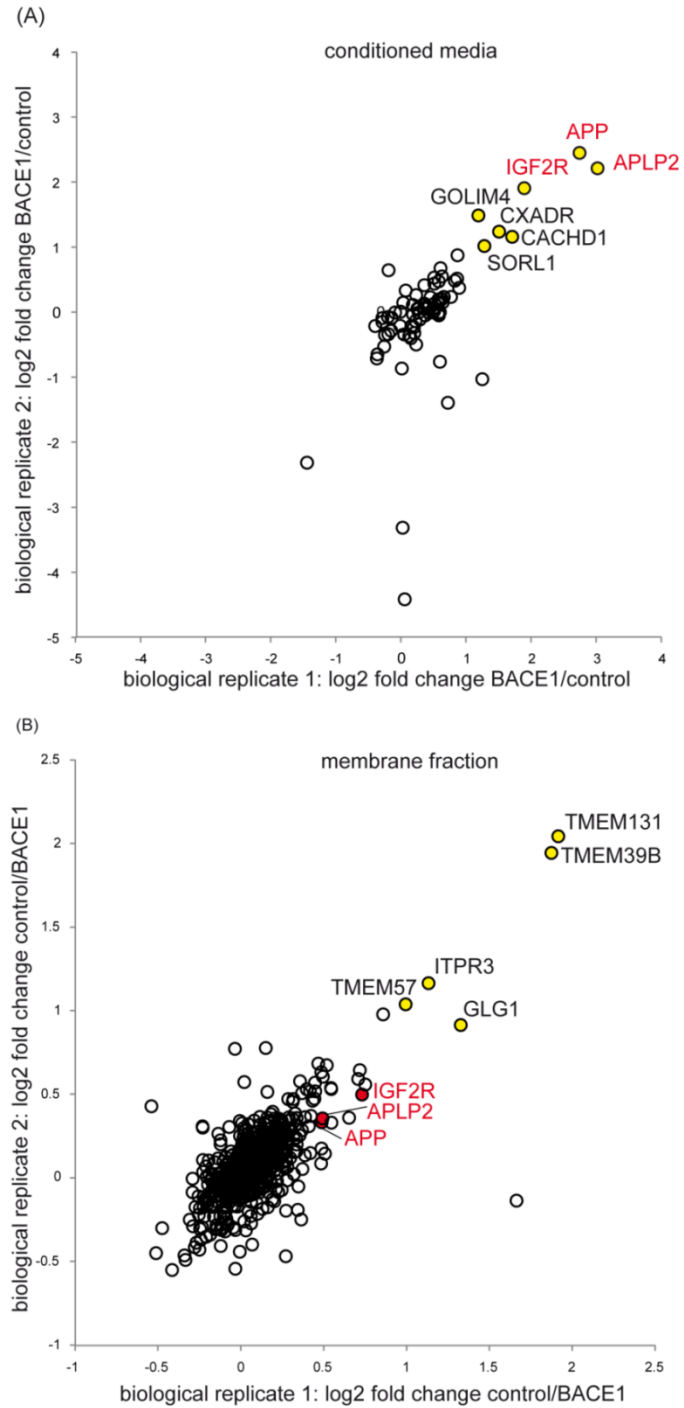 (A)
conditioned media
4
3
2
1
0
-1
-2
-3
-4
-5
biological replicate 2: log2 fold change BACE1/control
APP
IGF2R
APLP2
GOLIM4
CXADR
CACHD1
SORL1
-5 -4 -3 -2 -1 0 1 2 3 4
biological replicate 1: log2 fold change BACE1/control
(B)
membrane fraction
2.5
2
1.5
1
0.5
0
-0.5
-1
biological replicate 2: log2 fold change control/BACE1
TMEM131
TMEM39B
ITPR3
TMEM57
GLG1
IGF2R
APLP2
APP
-1 -0.5 0 0.5 1 1.5 2 2.5
biological replicate 1: log2 fold change control/BACE1